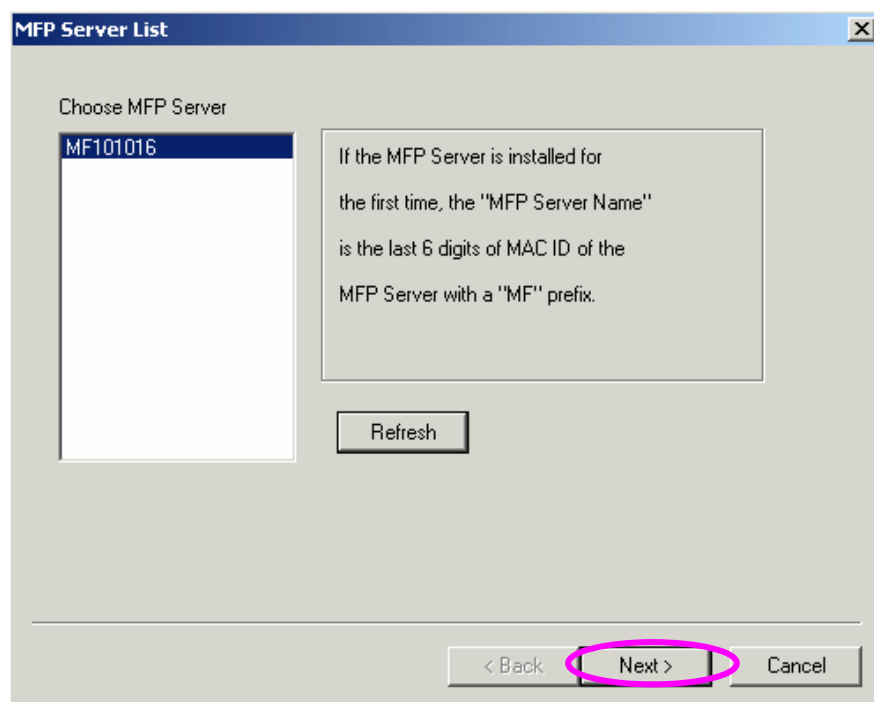 MFP Server List
Choose MFP Server
MF101016
If the MFP Server is installed for
the first time, the "MFP Server Name"
is the last 6 digits of MAC ID of the
MFP Server with a "MF" prefix.
Refresh
< Back
Next >
Cancel